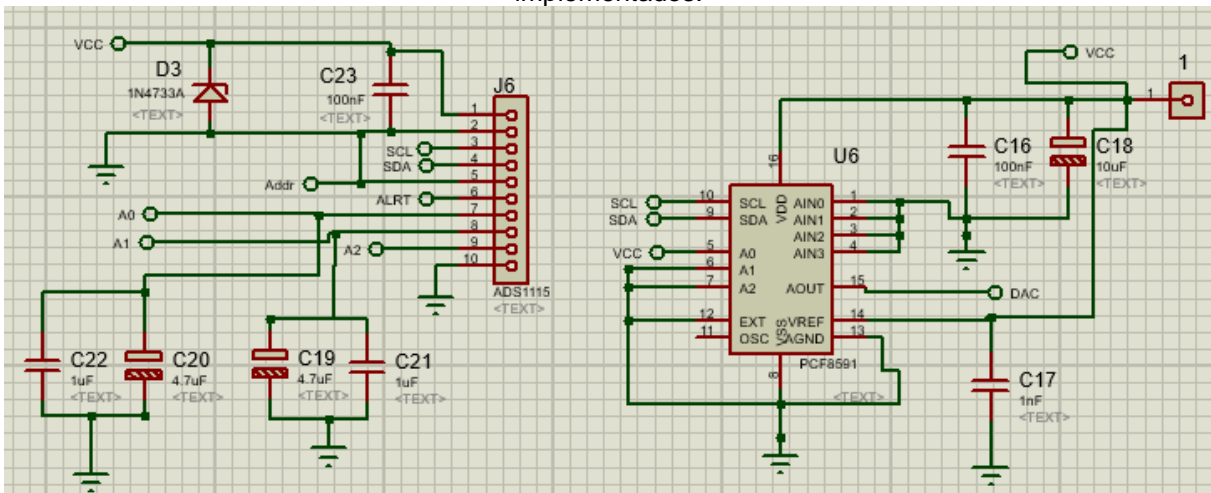 implementados.
VCC
D3
1N4733A
<TEXT>
C23
100nF
<TEXT>
J6
1
2
3
4
5
6
7
8
9
10
SCL
SDA
Addr
ALRT
A0
A1
A2
ADS1115
<TEXT>
C22
1uF
<TEXT>
C20
4.7uF
<TEXT>
C19
4.7uF
<TEXT>
C21
1uF
<TEXT>
VCC
1
1
C16
100nF
<TEXT>
C18
10uF
<TEXT>
U6
16
SCL
SDA
VCC
10
9
5
6
7
12
11
SCL
SDA
A0
A1
A2
EXT
OSC
VDD
VSS
AIN0
AIN1
AIN2
AIN3
AOUT
VREF
AGND
1
2
3
4
15
14
13
8
DAC
PCF8591
<TEXT>
C17
1nF
<TEXT>